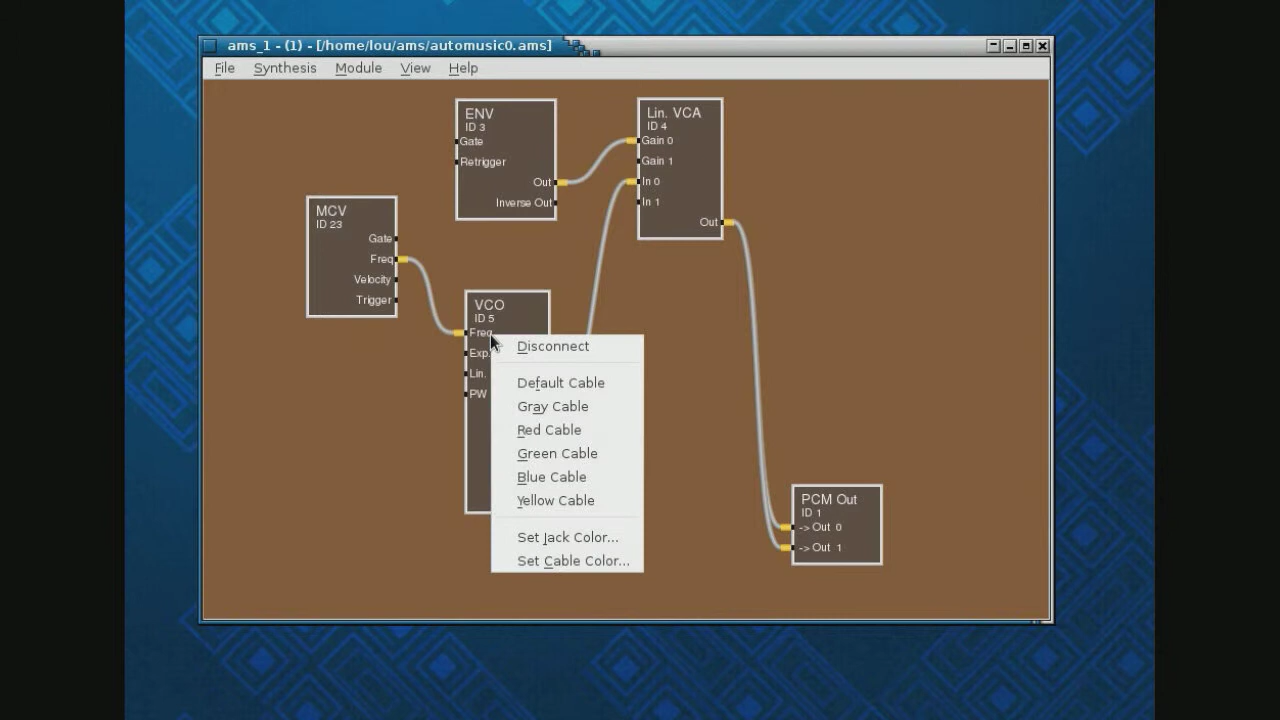 ams_1 - (1) - [/home/lou/ams/automusic0.ams]
File Synthesis Module View Help
ENV
ID 3
Gate
Retrigger
Out
Inverse Out
Lin. VCA
ID 4
Gain 0
Gain 1
In 0
In 1
Out
MCV
ID 23
Gate
Freq
Velocity
Trigger
VCO
ID 5
Freq
Exp.
Lin.
PW
Disconnect
Default Cable
Gray Cable
Red Cable
Green Cable
Blue Cable
Yellow Cable
Set Jack Color...
Set Cable Color...
PCM Out
ID 1
-> Out 0
-> Out 1